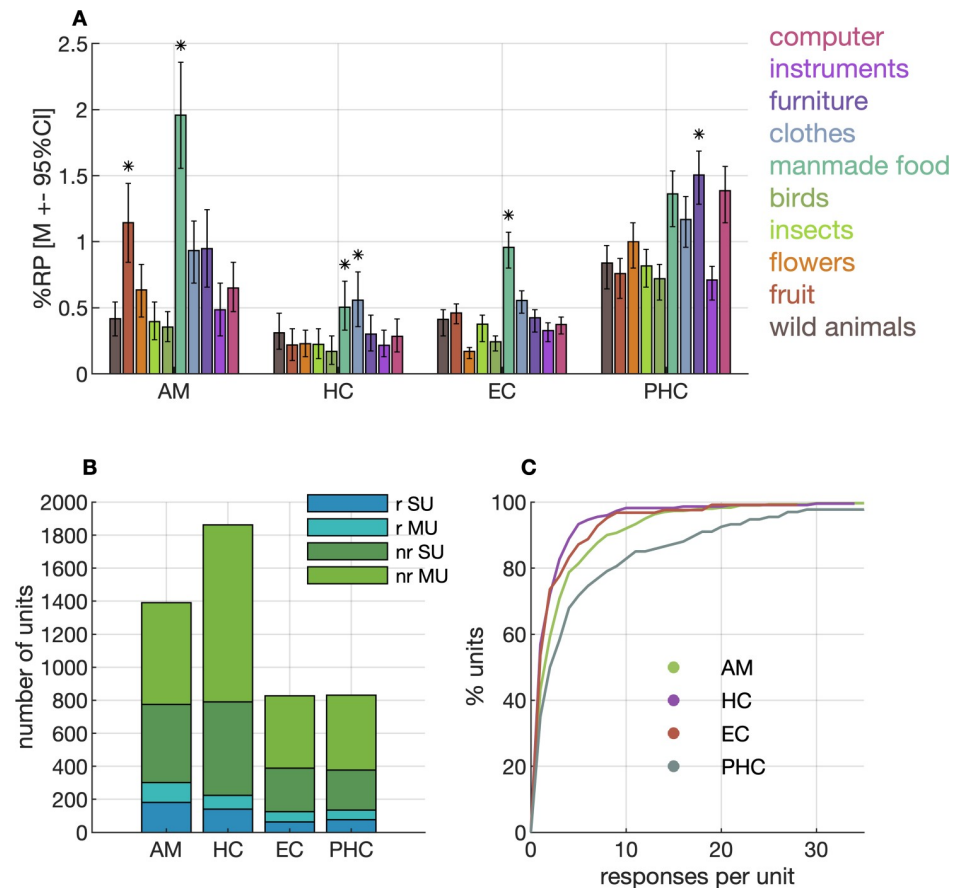 A
2.5
2
1.5
1
0.5
0
%RP [M +- 95%CI]
* * * * * *
AM HC EC PHC
computer
instruments
furniture
clothes
manmade food
birds
insects
flowers
fruit
wild animals
B
2000
1800
1600
1400
1200
1000
800
600
400
200
0
number of units
r SU
r MU
nr SU
nr MU
AM HC EC PHC
C
100
80
60
40
20
0
% units
AM
HC
EC
PHC
0 10 20 30
responses per unit